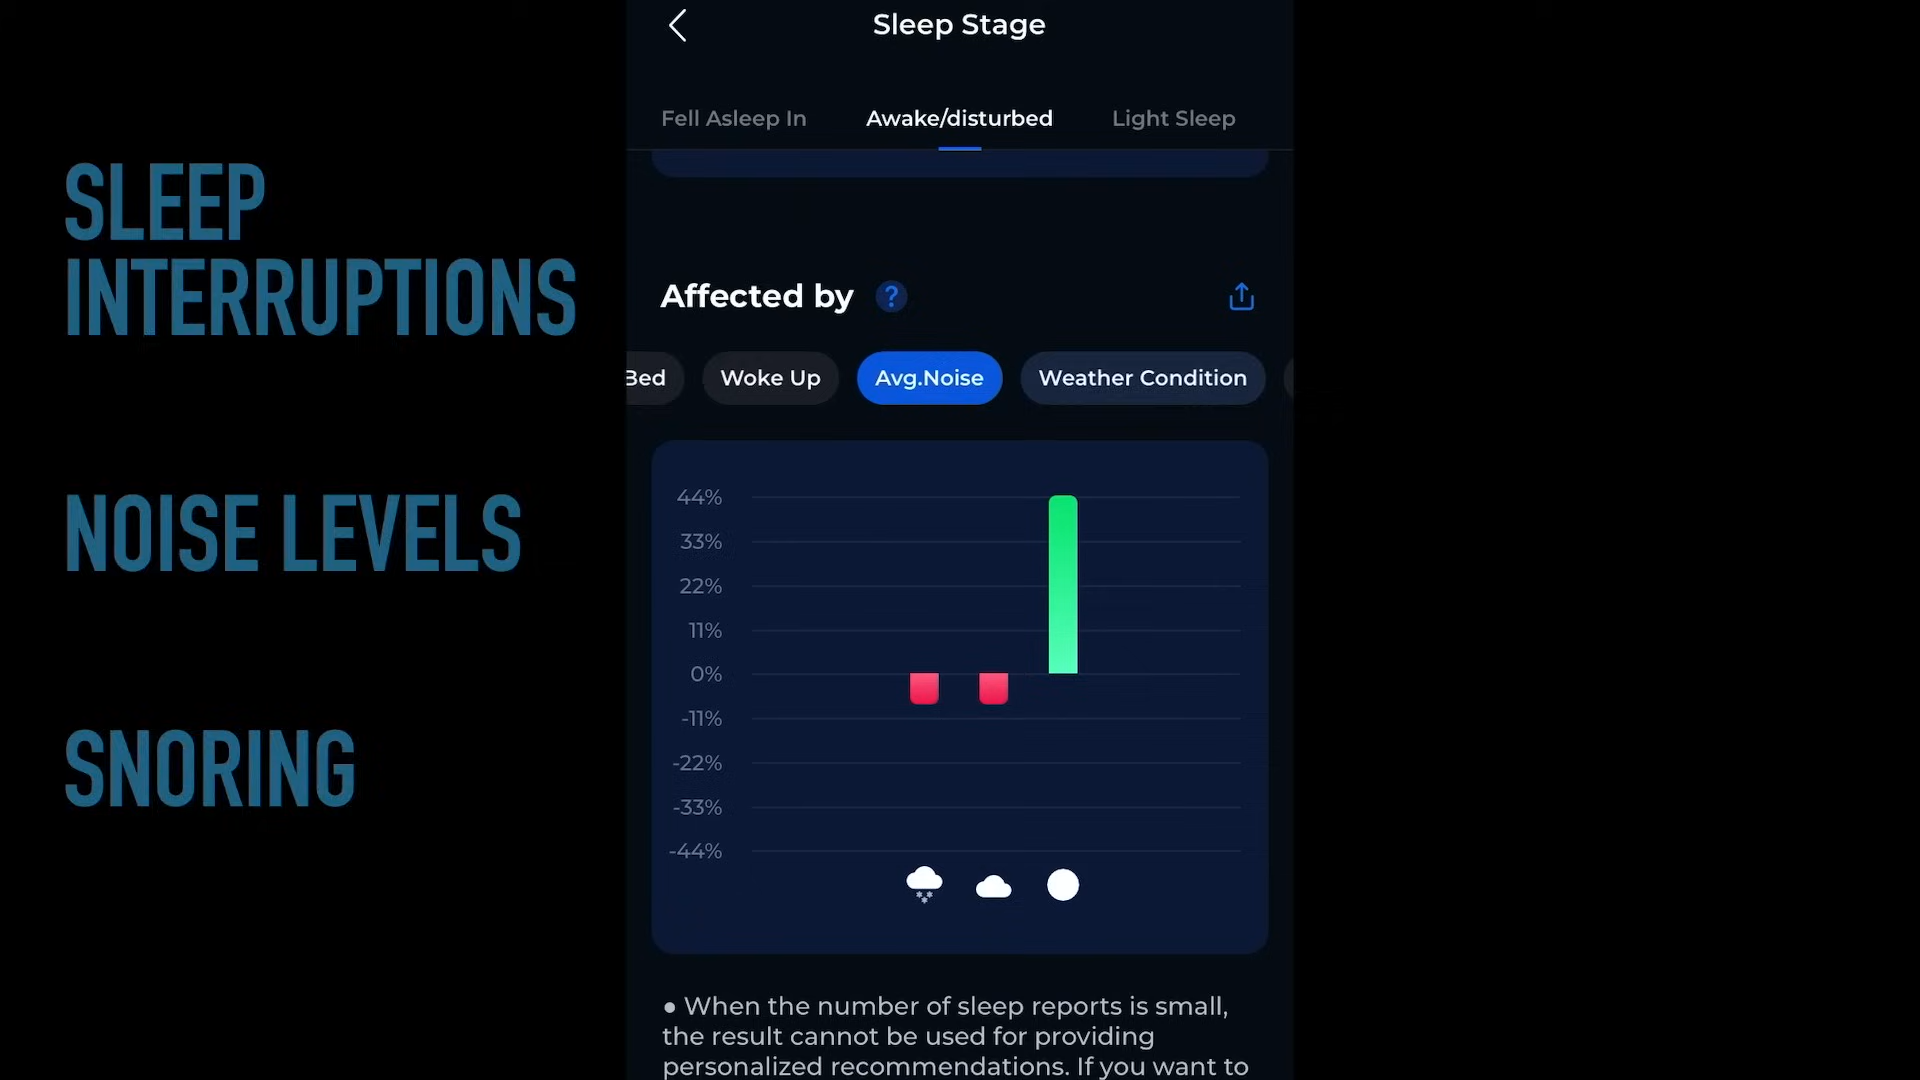 SLEEP
INTERRUPTIONS
NOISE LEVELS
SNORING
Sleep Stage
Fell Asleep In Awake/disturbed Light Sleep
Affected by ?
Bed Woke Up Avg.Noise Weather Condition
44%
33%
22%
11%
0%
-11%
-22%
-33%
-44%
● When the number of sleep reports is small,
the result cannot be used for providing
personalized recommendations. If you want to